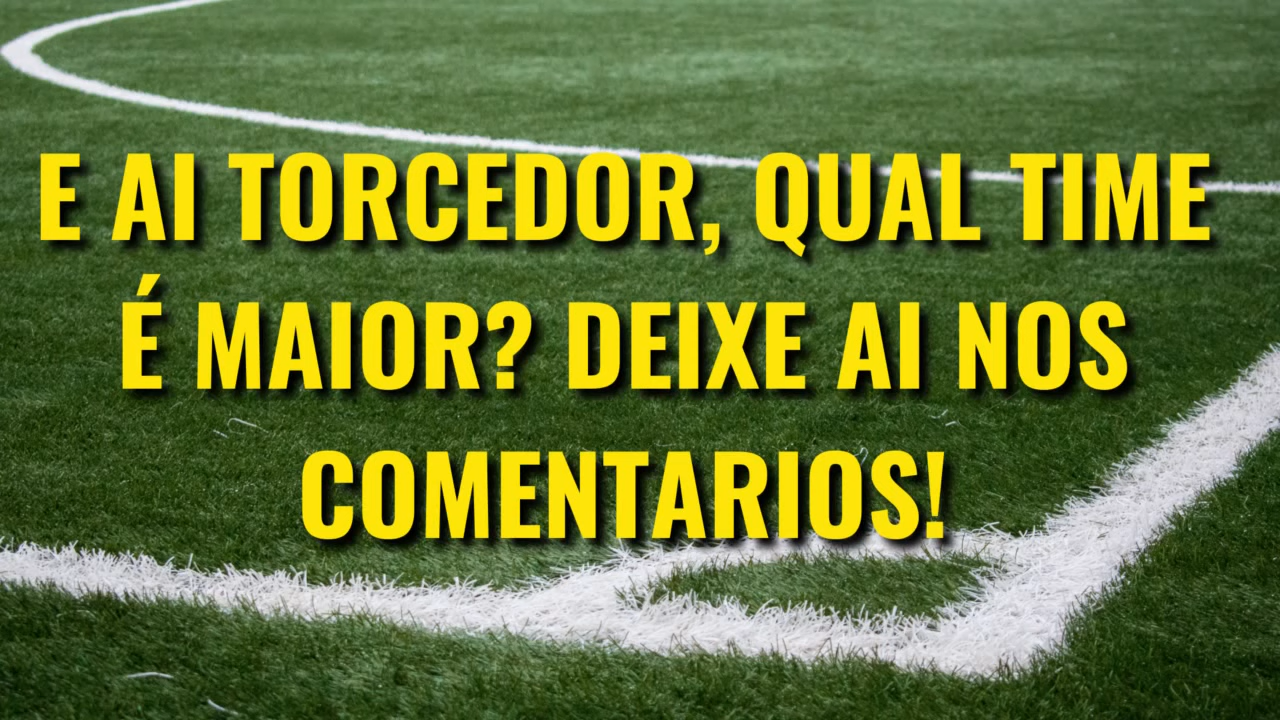 E AI TORCEDOR, QUAL TIME
É MAIOR? DEIXE AI NOS
COMENTARIOS!